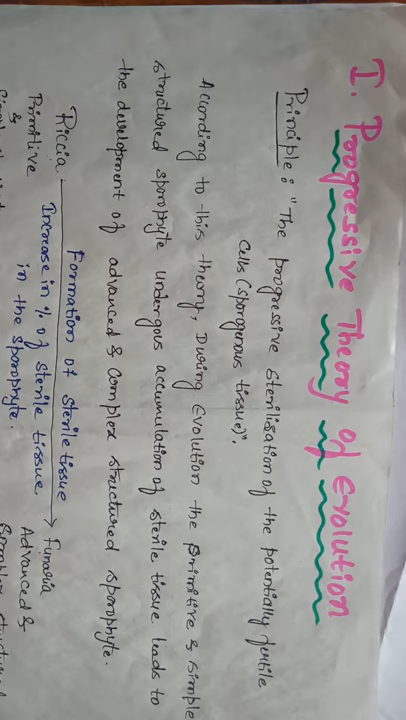 I. Progressive Theory of Evolution
Principle : "The progressive sterilisation of the potentially fertile
cells (sporogenous tissue)".
According to this theory, During Evolution the primitive & simple
structured sporophyte undergoes accumulation of sterile tissue leads to
the development of advanced & complex structured sporophyte.
Formation of sterile tissue
Riccia → Funaria
Primitive Increase in % of sterile tissue Advanced &
& in the sporophyte.